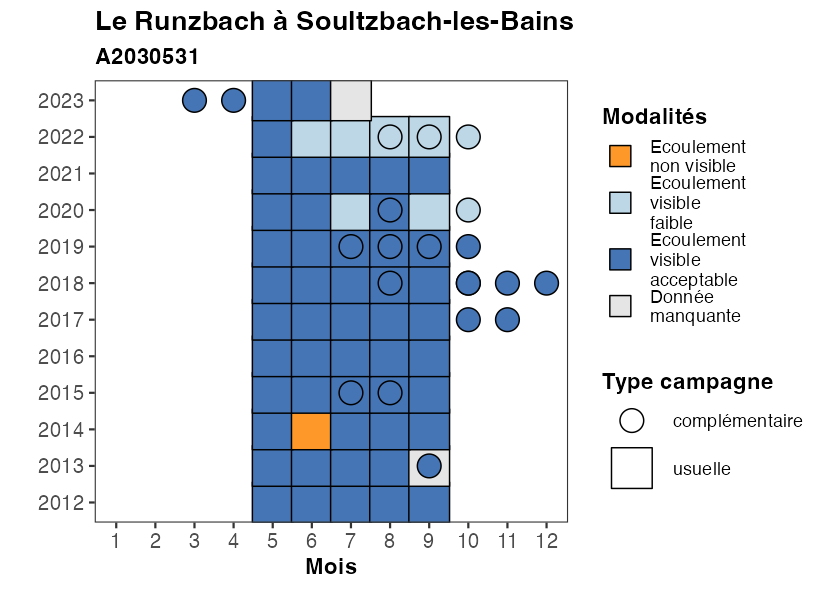 Le Runzbach à Soultzbach-les-Bains
A2030531
2023
2022
2021
2020
2019
2018
2017
2016
2015
2014
2013
2012
1 2 3 4 5 6 7 8 9 10 11 12
Mois
Modalités
Ecoulement
non visible
Ecoulement
visible
faible
Ecoulement
visible
acceptable
Donnée
manquante
Type campagne
complémentaire
usuelle